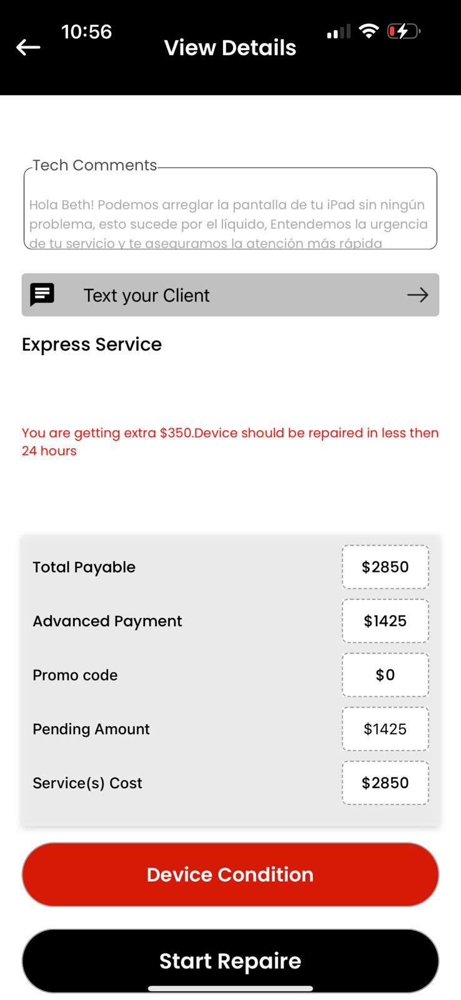 10:56
View Details
Tech Comments
Hola Beth! Podemos arreglar la pantalla de tu iPad sin ningún
problema, esto sucede por el líquido, Entendemos la urgencia
de tu servicio y te aseguramos la atención más rápida
Text your Client
Express Service
You are getting extra $350.Device should be repaired in less then
24 hours
Total Payable $2850
Advanced Payment $1425
Promo code $0
Pending Amount $1425
Service(s) Cost $2850
Device Condition
Start Repaire